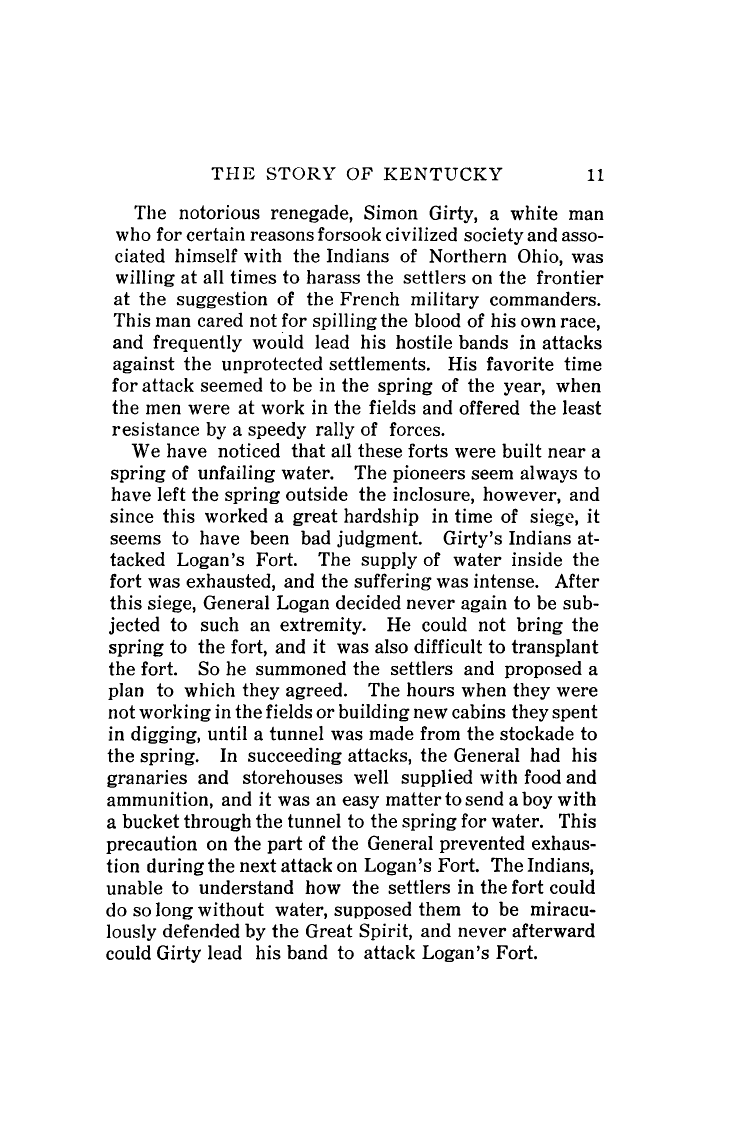 THE STORY OF KENTUCKY 11
The notorious renegade, Simon Girty, a white man
who for certain reasons forsook civilized society and asso-
ciated himself with the Indians of Northern Ohio, was
willing at all times to harass the settlers on the frontier
at the suggestion of the French military commanders.
This man cared not for spilling the blood of his own race,
and frequently would lead his hostile bands in attacks
against the unprotected settlements. His favorite time
for attack seemed to be in the spring of the year, when
the men were at work in the fields and offered the least
resistance by a speedy rally of forces.
We have noticed that all these forts were built near a
spring of unfailing water. The pioneers seem always to
have left the spring outside the inclosure, however, and
since this worked a great hardship in time of siege, it
seems to have been bad judgment. Girty's Indians at-
tacked Logan's Fort. The supply of water inside the
fort was exhausted, and the suffering was intense. After
this siege, General Logan decided never again to be sub-
jected to such an extremity. He could not bring the
spring to the fort, and it was also difficult to transplant
the fort. So he summoned the settlers and proposed a
plan to which they agreed. The hours when they were
not working in the fields or building new cabins they spent
in digging, until a tunnel was made from the stockade to
the spring. In succeeding attacks, the General had his
granaries and storehouses well supplied with food and
ammunition, and it was an easy matter to send a boy with
a bucket through the tunnel to the spring for water. This
precaution on the part of the General prevented exhaus-
tion during the next attack on Logan's Fort. The Indians,
unable to understand how the settlers in the fort could
do so long without water, supposed them to be miracu-
lously defended by the Great Spirit, and never afterward
could Girty lead his band to attack Logan's Fort.